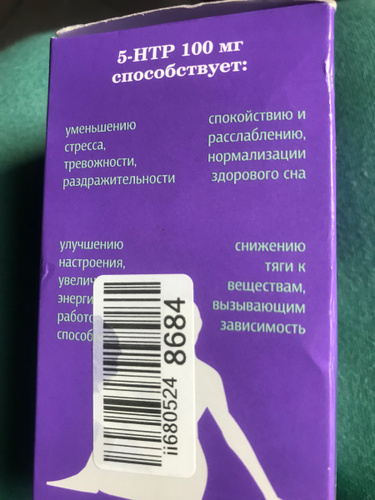 5-HTP 100 мг
способствует:
уменьшению
стресса,
тревожности,
раздражительности
спокойствию и
расслаблению,
нормализации
здорового сна
улучшению
настроения,
снижению
тяги к
веществам,
вызывающим
зависимость
ii680524 8684